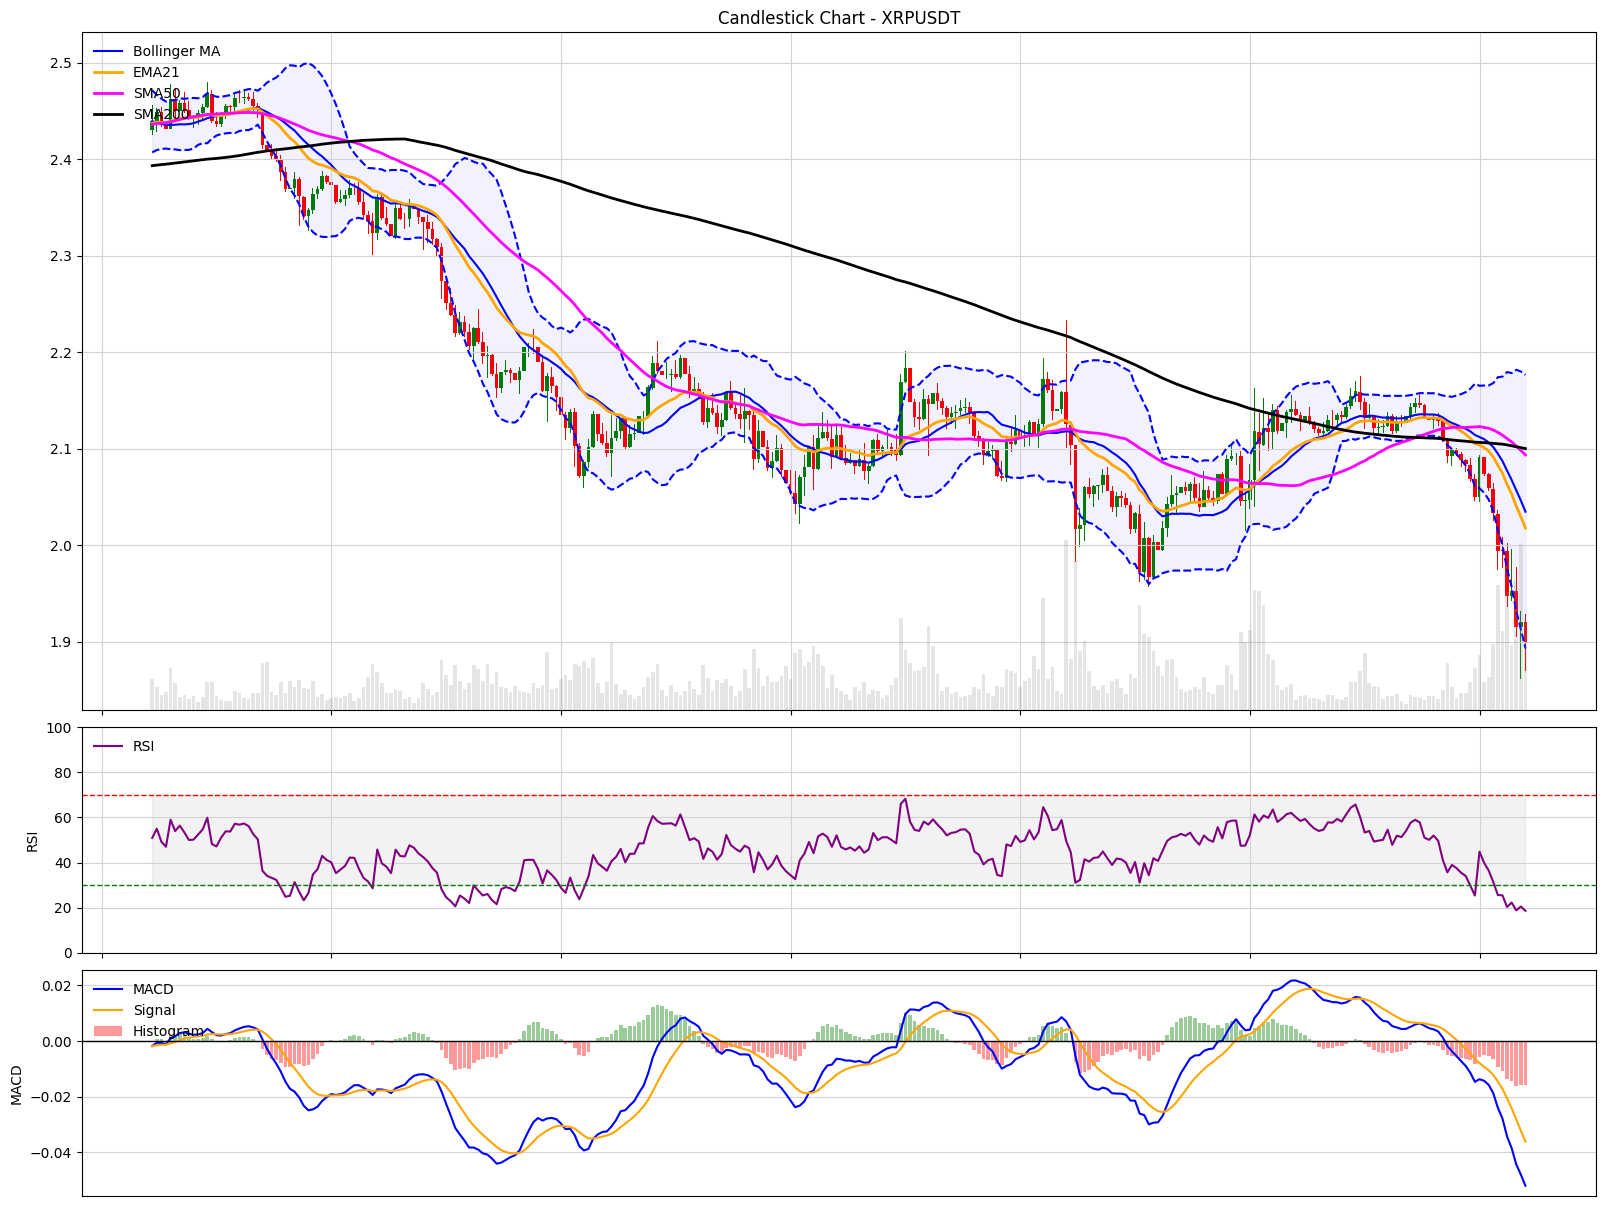 Candlestick Chart - XRPUSDT
Bollinger MA
EMA21
SMA50
SMA200
2.5
2.4
2.3
2.2
2.1
2.0
1.9
RSI
100
80
60
40
20
0
RSI
MACD
Signal
Histogram
0.02
0.00
−0.02
−0.04
MACD